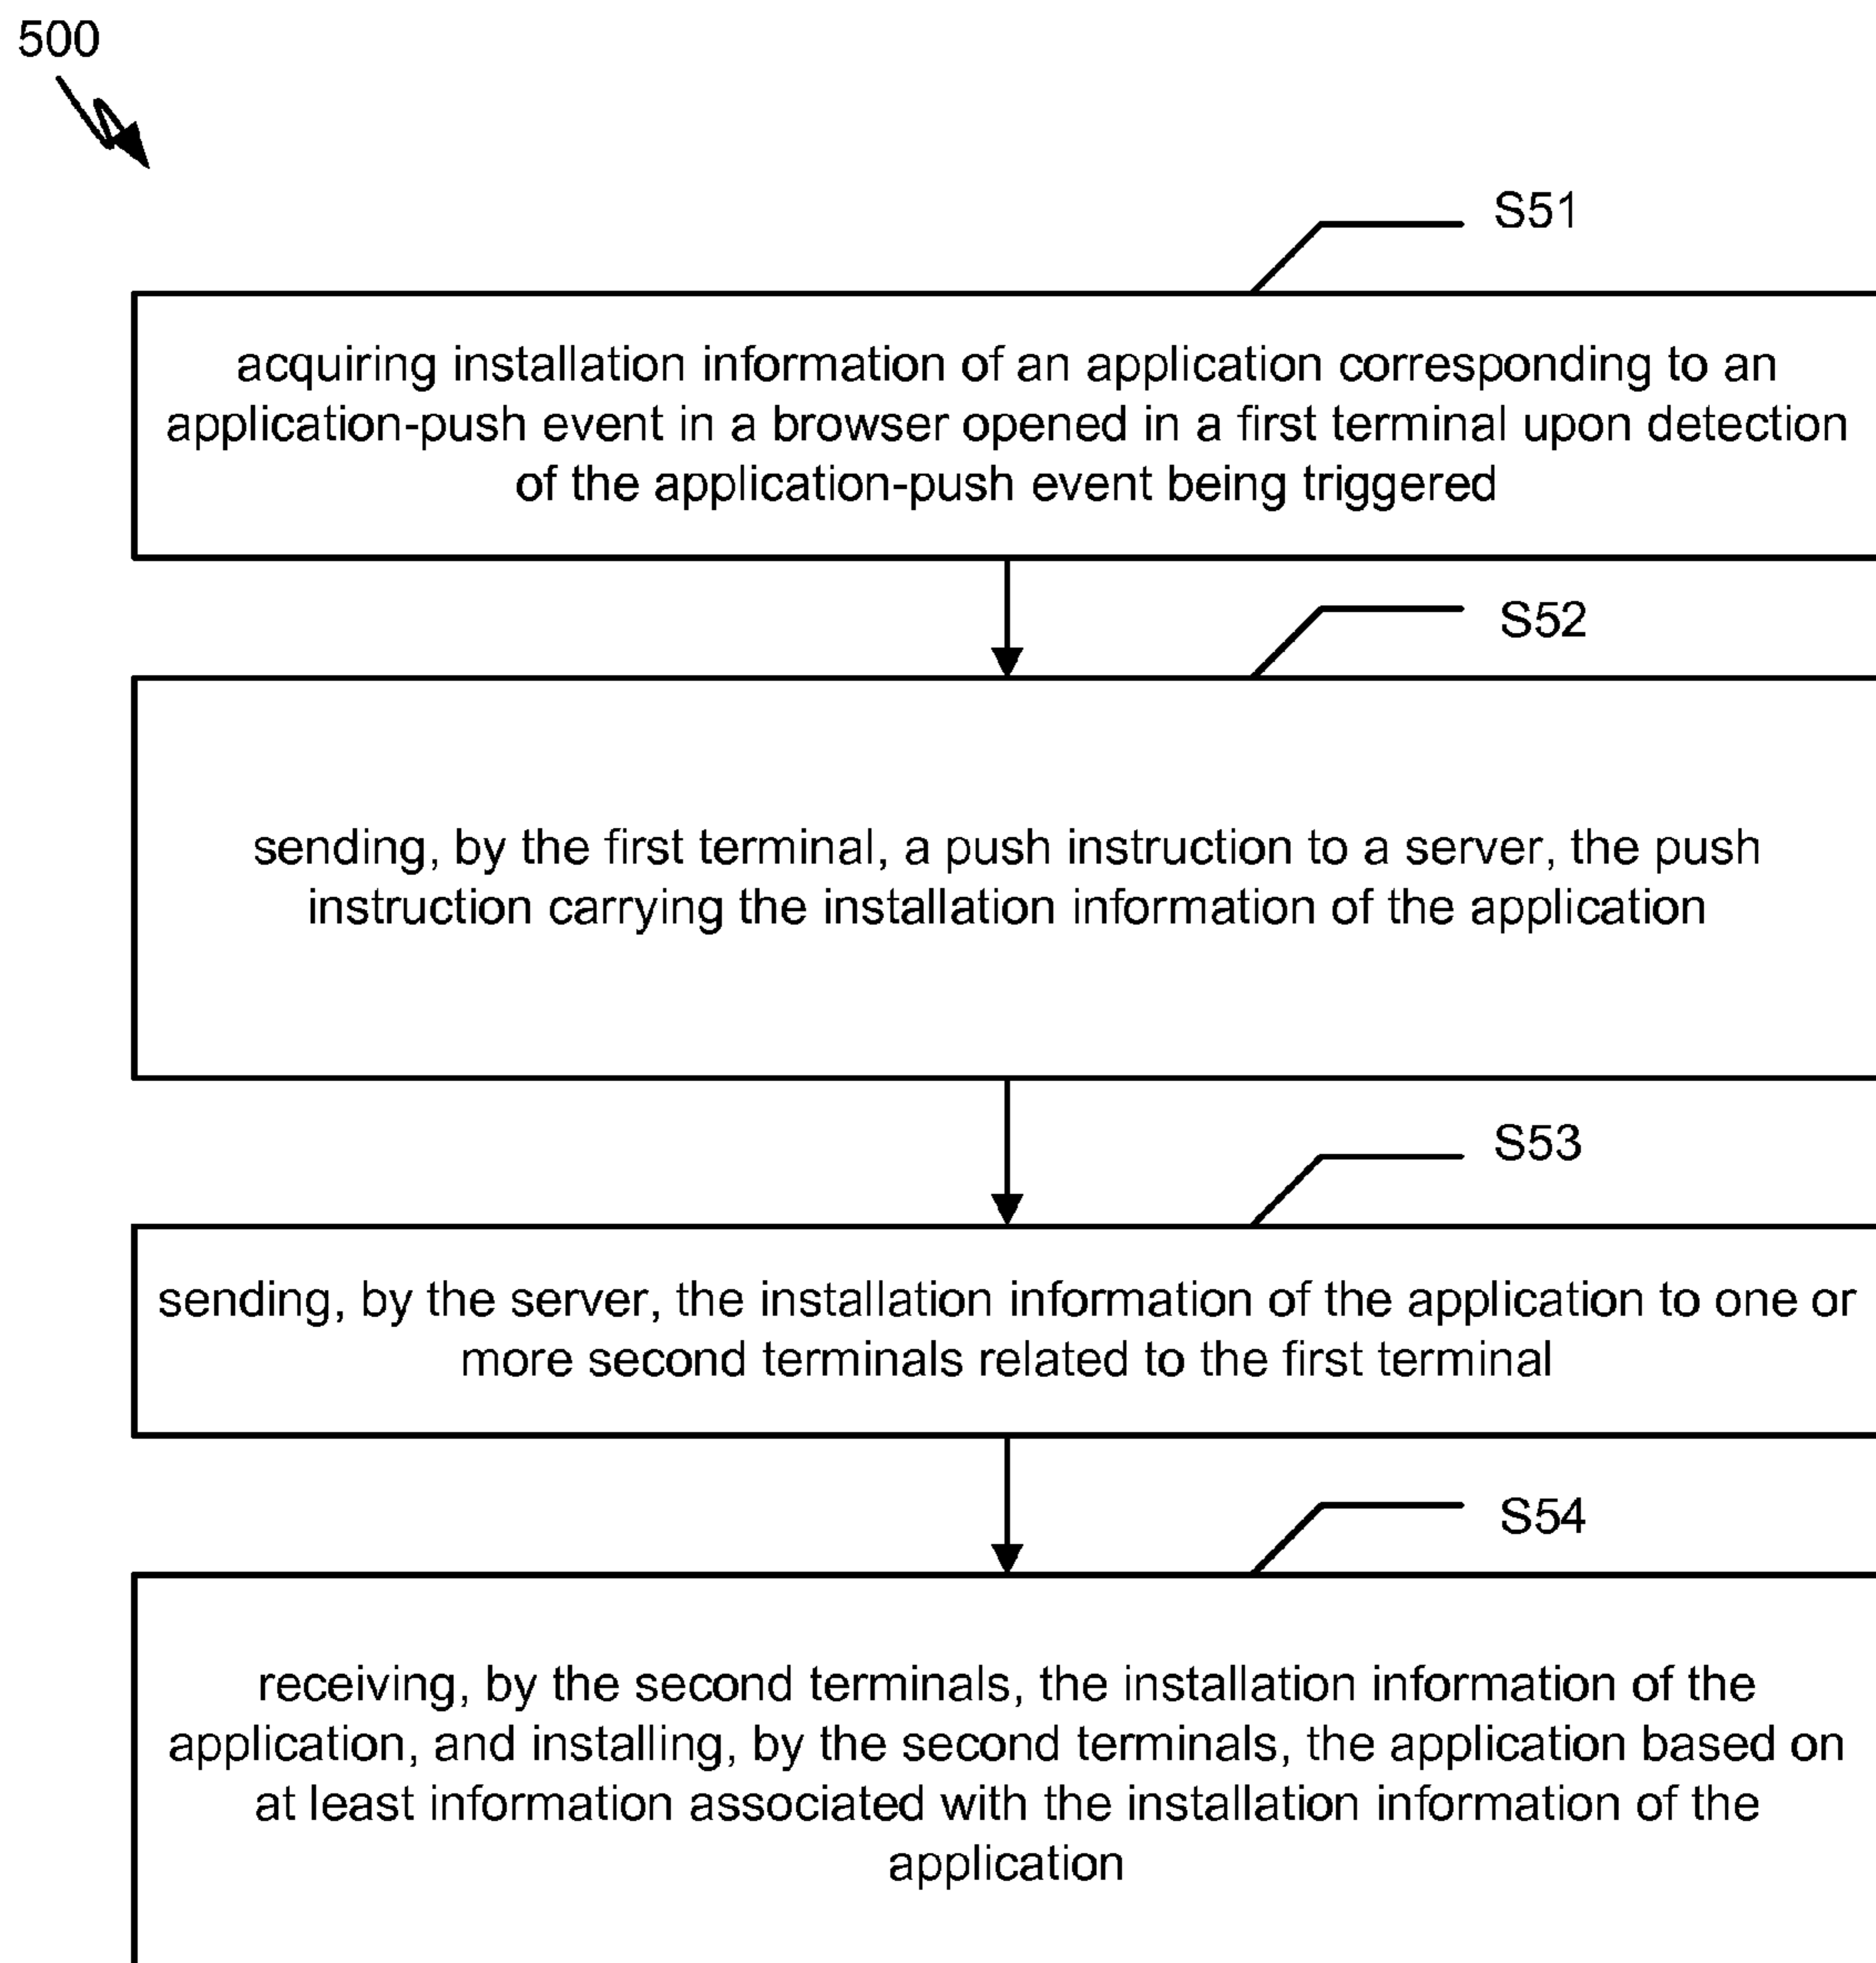 500
S51
acquiring installation information of an application corresponding to an
application-push event in a browser opened in a first terminal upon detection
of the application-push event being triggered
S52
sending, by the first terminal, a push instruction to a server, the push
instruction carrying the installation information of the application
S53
sending, by the server, the installation information of the application to one or
more second terminals related to the first terminal
S54
receiving, by the second terminals, the installation information of the
application, and installing, by the second terminals, the application based on
at least information associated with the installation information of the
application